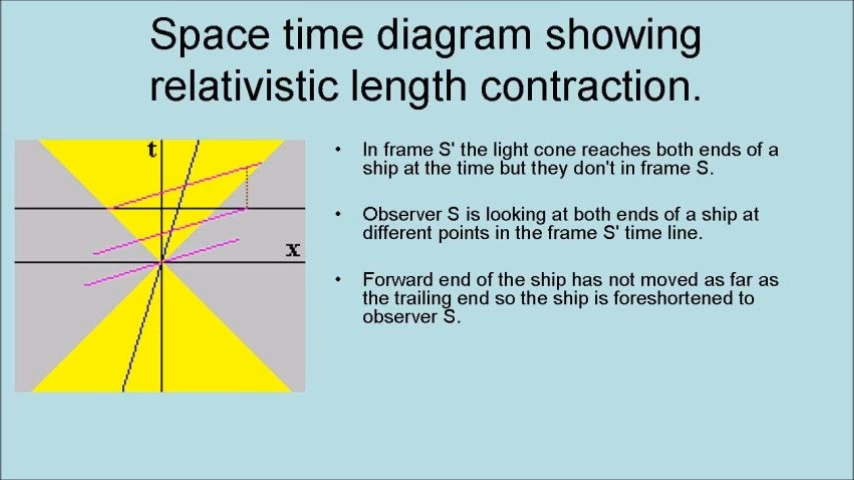 Space time diagram showing
relativistic length contraction.
t
x
• In frame S' the light cone reaches both ends of a
ship at the time but they don't in frame S.
• Observer S is looking at both ends of a ship at
different points in the frame S' time line.
• Forward end of the ship has not moved as far as
the trailing end so the ship is foreshortened to
observer S.